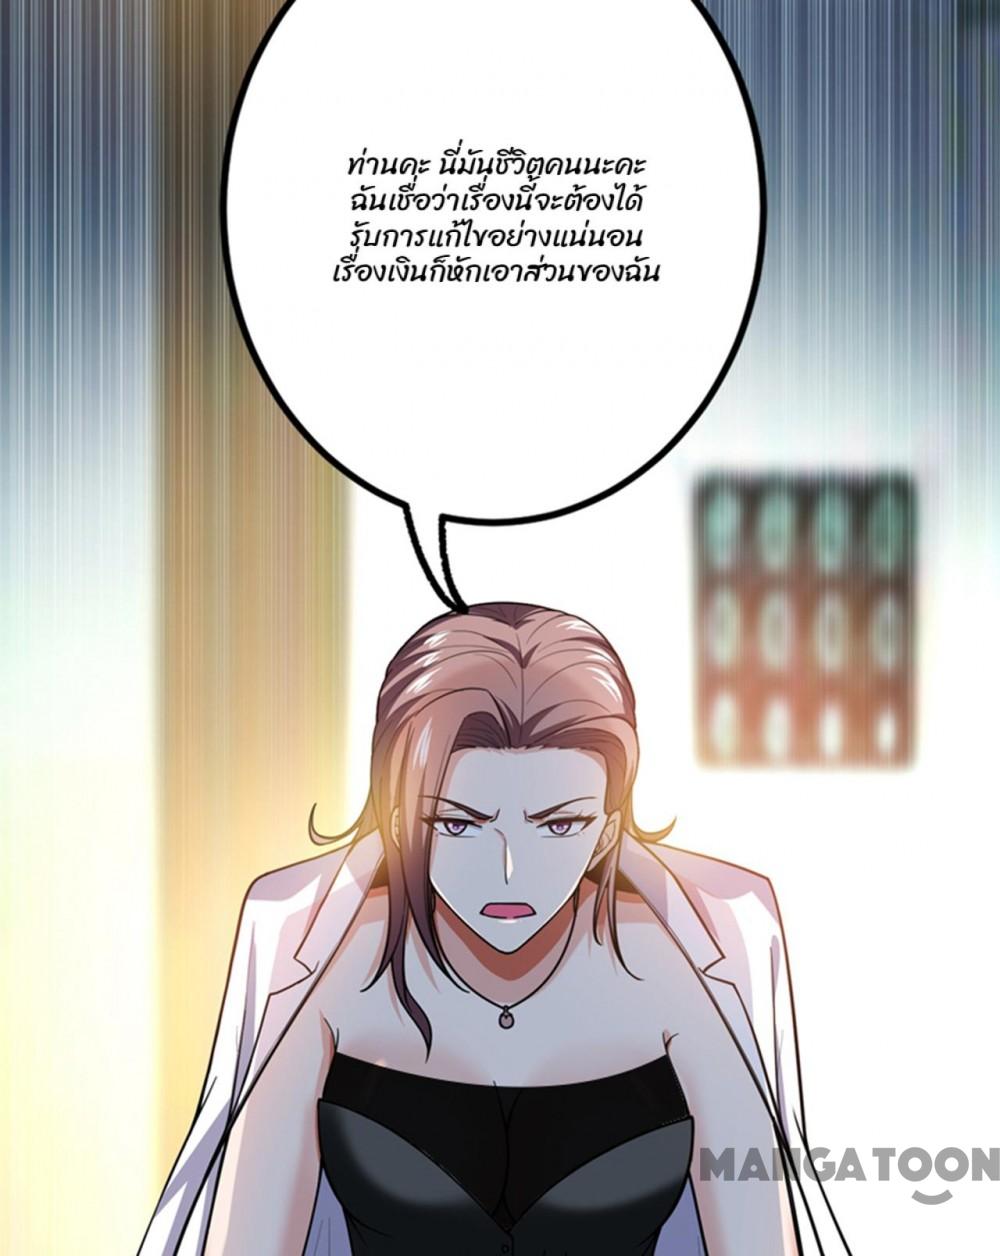 ท่านคะ นี่มันชีวิตคนนะคะ
ฉันเชื่อว่าเรื่องนี้จะต้องได้
รับการแก้ไขอย่างแน่นอน
เรื่องเงินก็หักเอาส่วนของฉัน
MANGATOON